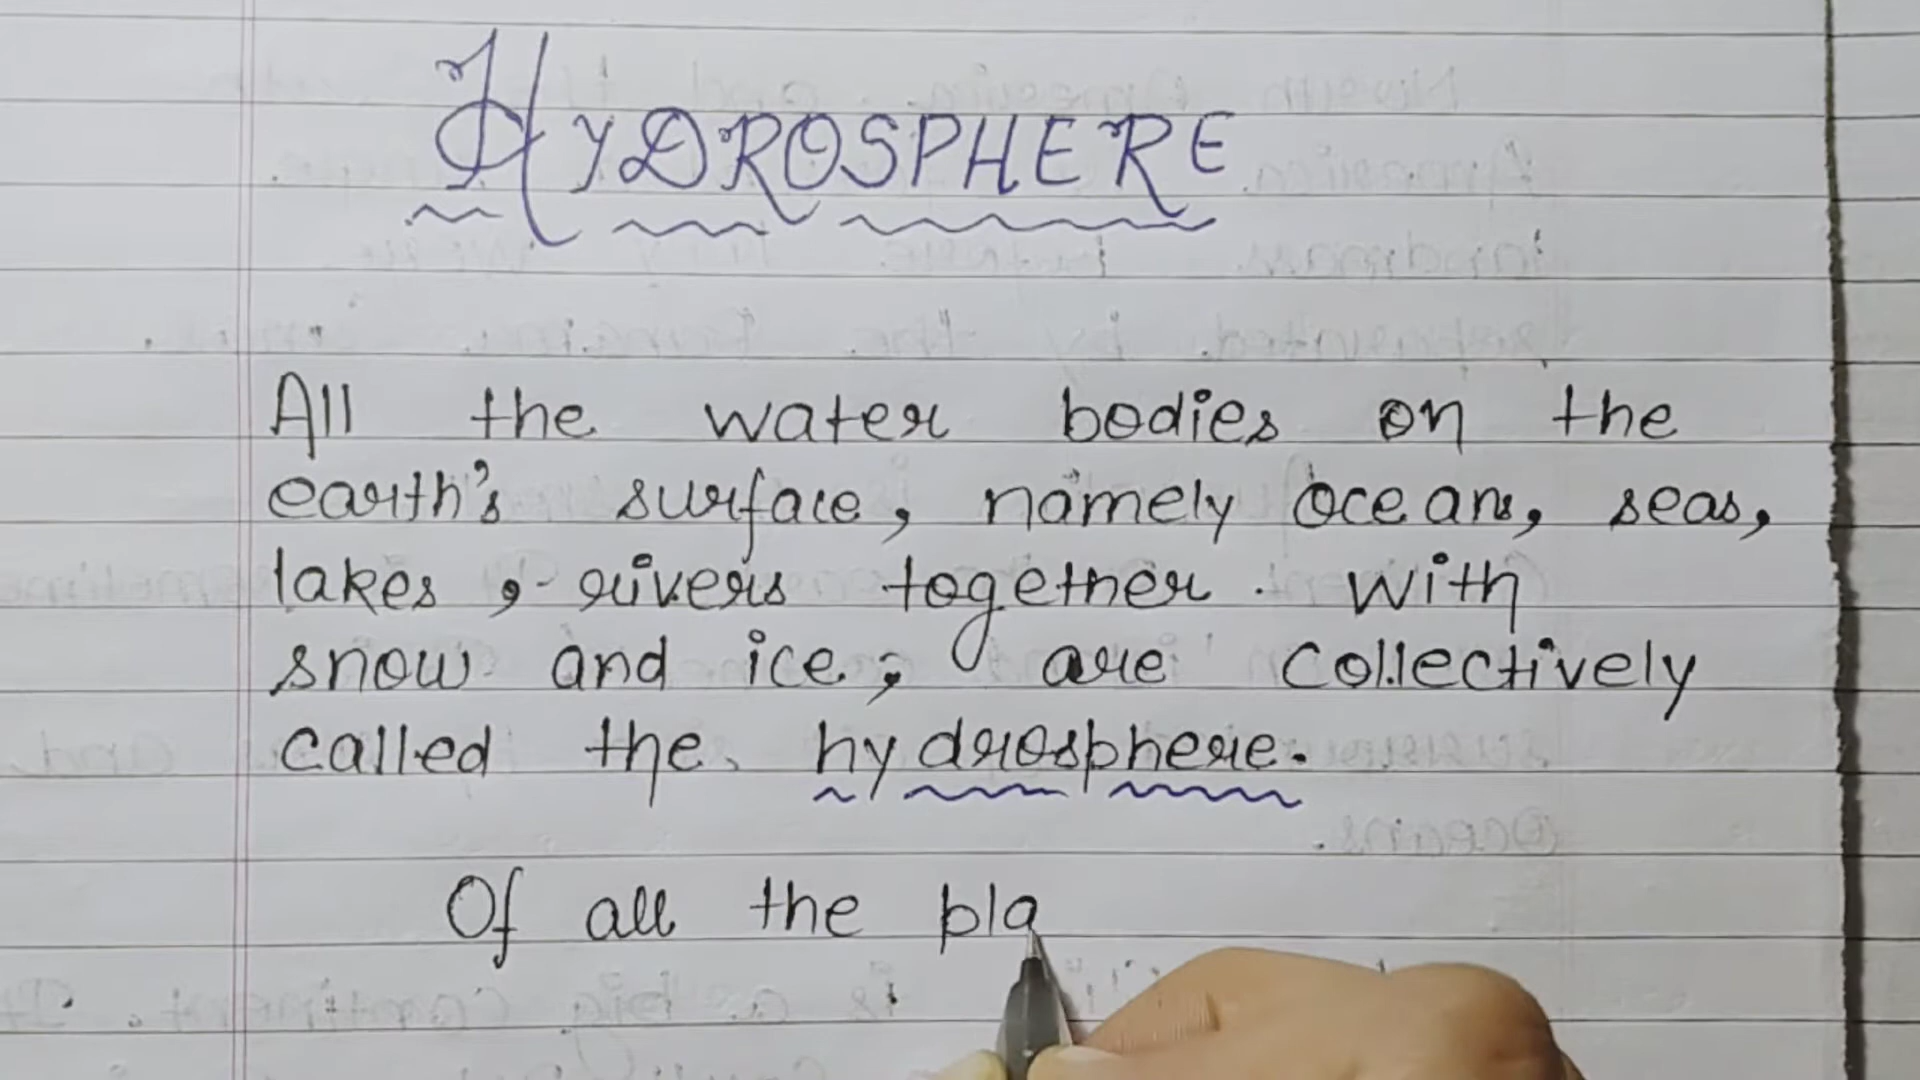 HYDROSPHERE
All the water bodies on the
earth's surface, namely oceans, seas,
lakes, rivers together with
snow and ice, are collectively
called the hydrosphere.
Of all the pla